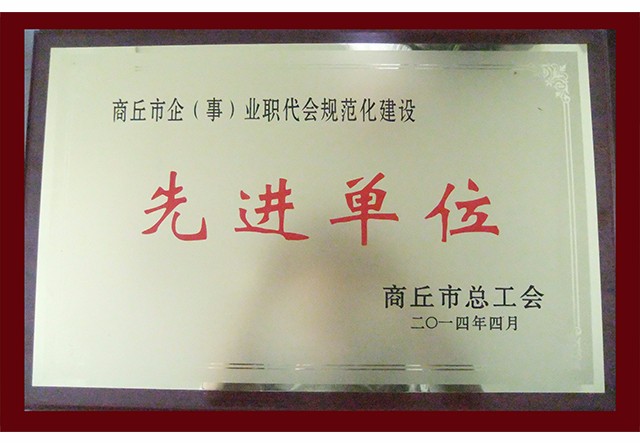 商丘市企（事）业职代会规范化建设
先进单位
商丘市总工会
二〇一四年四月